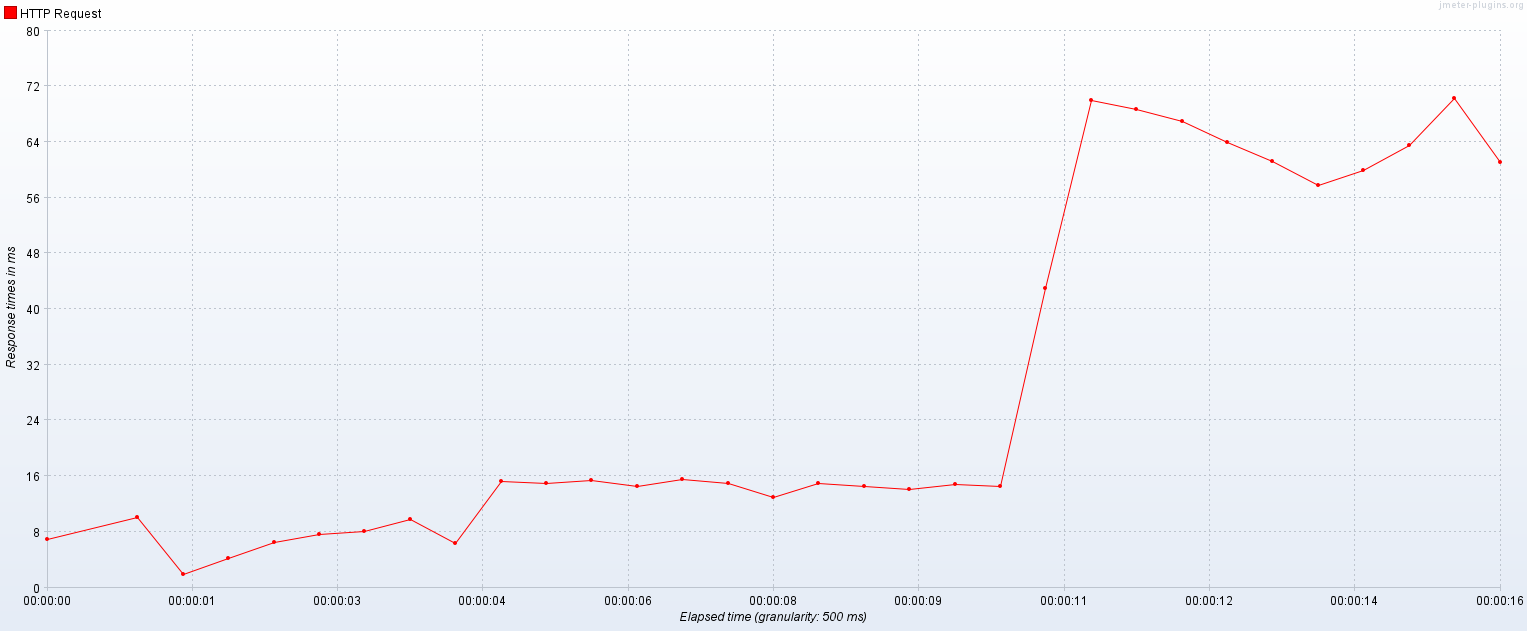 jmeter-plugins.org
HTTP Request
80
72
64
56
48
40
32
24
16
8
0
Response times in ms
00:00:00 00:00:01 00:00:03 00:00:04 00:00:06 00:00:08 00:00:09 00:00:11 00:00:12 00:00:14 00:00:16
Elapsed time (granularity: 500 ms)